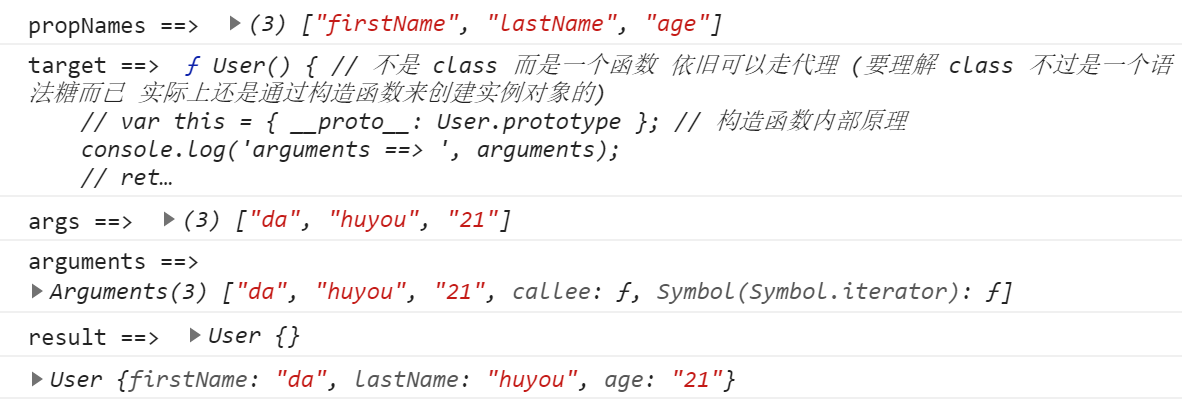 propNames ==> ▶(3) ["firstName", "lastName", "age"]
target ==> ƒ User() { // 不是 class 而是一个函数 依旧可以走代理 (要理解 class 不过是一个语
法糖而已 实际上还是通过构造函数来创建实例对象的)
// var this = { __proto__: User.prototype }; // 构造函数内部原理
console.log('arguments ==> ', arguments);
// ret…
args ==> ▶(3) ["da", "huyou", "21"]
arguments ==>
▶Arguments(3) ["da", "huyou", "21", callee: ƒ, Symbol(Symbol.iterator): ƒ]
result ==> ▶User {}
▶User {firstName: "da", lastName: "huyou", age: "21"}